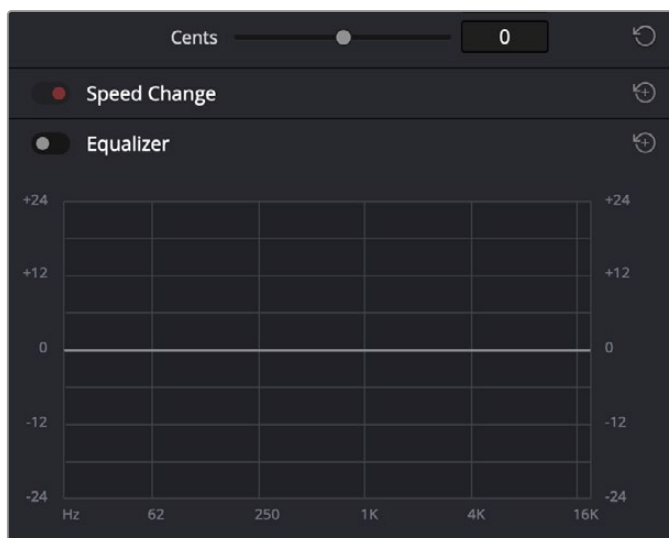 Cents 0
Speed Change
Equalizer
+24 +24
+12 +12
0 0
-12 -12
-24 -24
Hz 62 250 1K 4K 16K